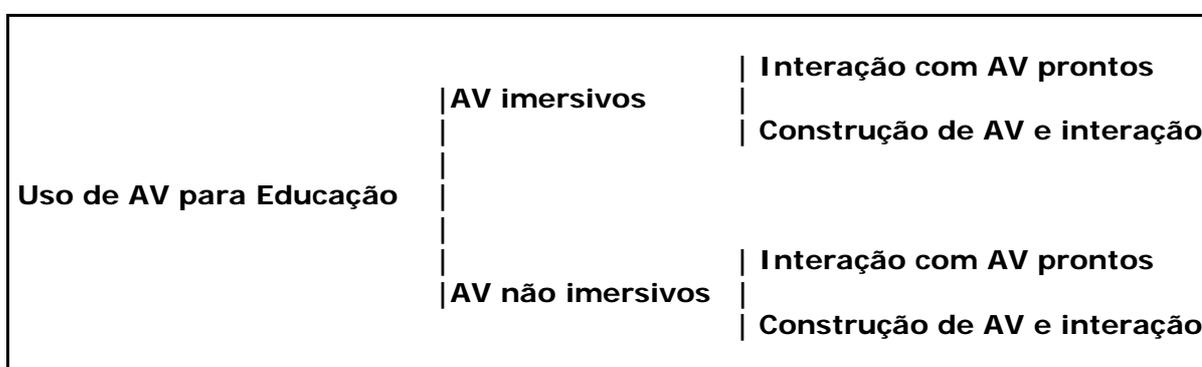 Interação com AV prontos
AV imersivos
Construção de AV e interação
Uso de AV para Educação
Interação com AV prontos
AV não imersivos
Construção de AV e interação